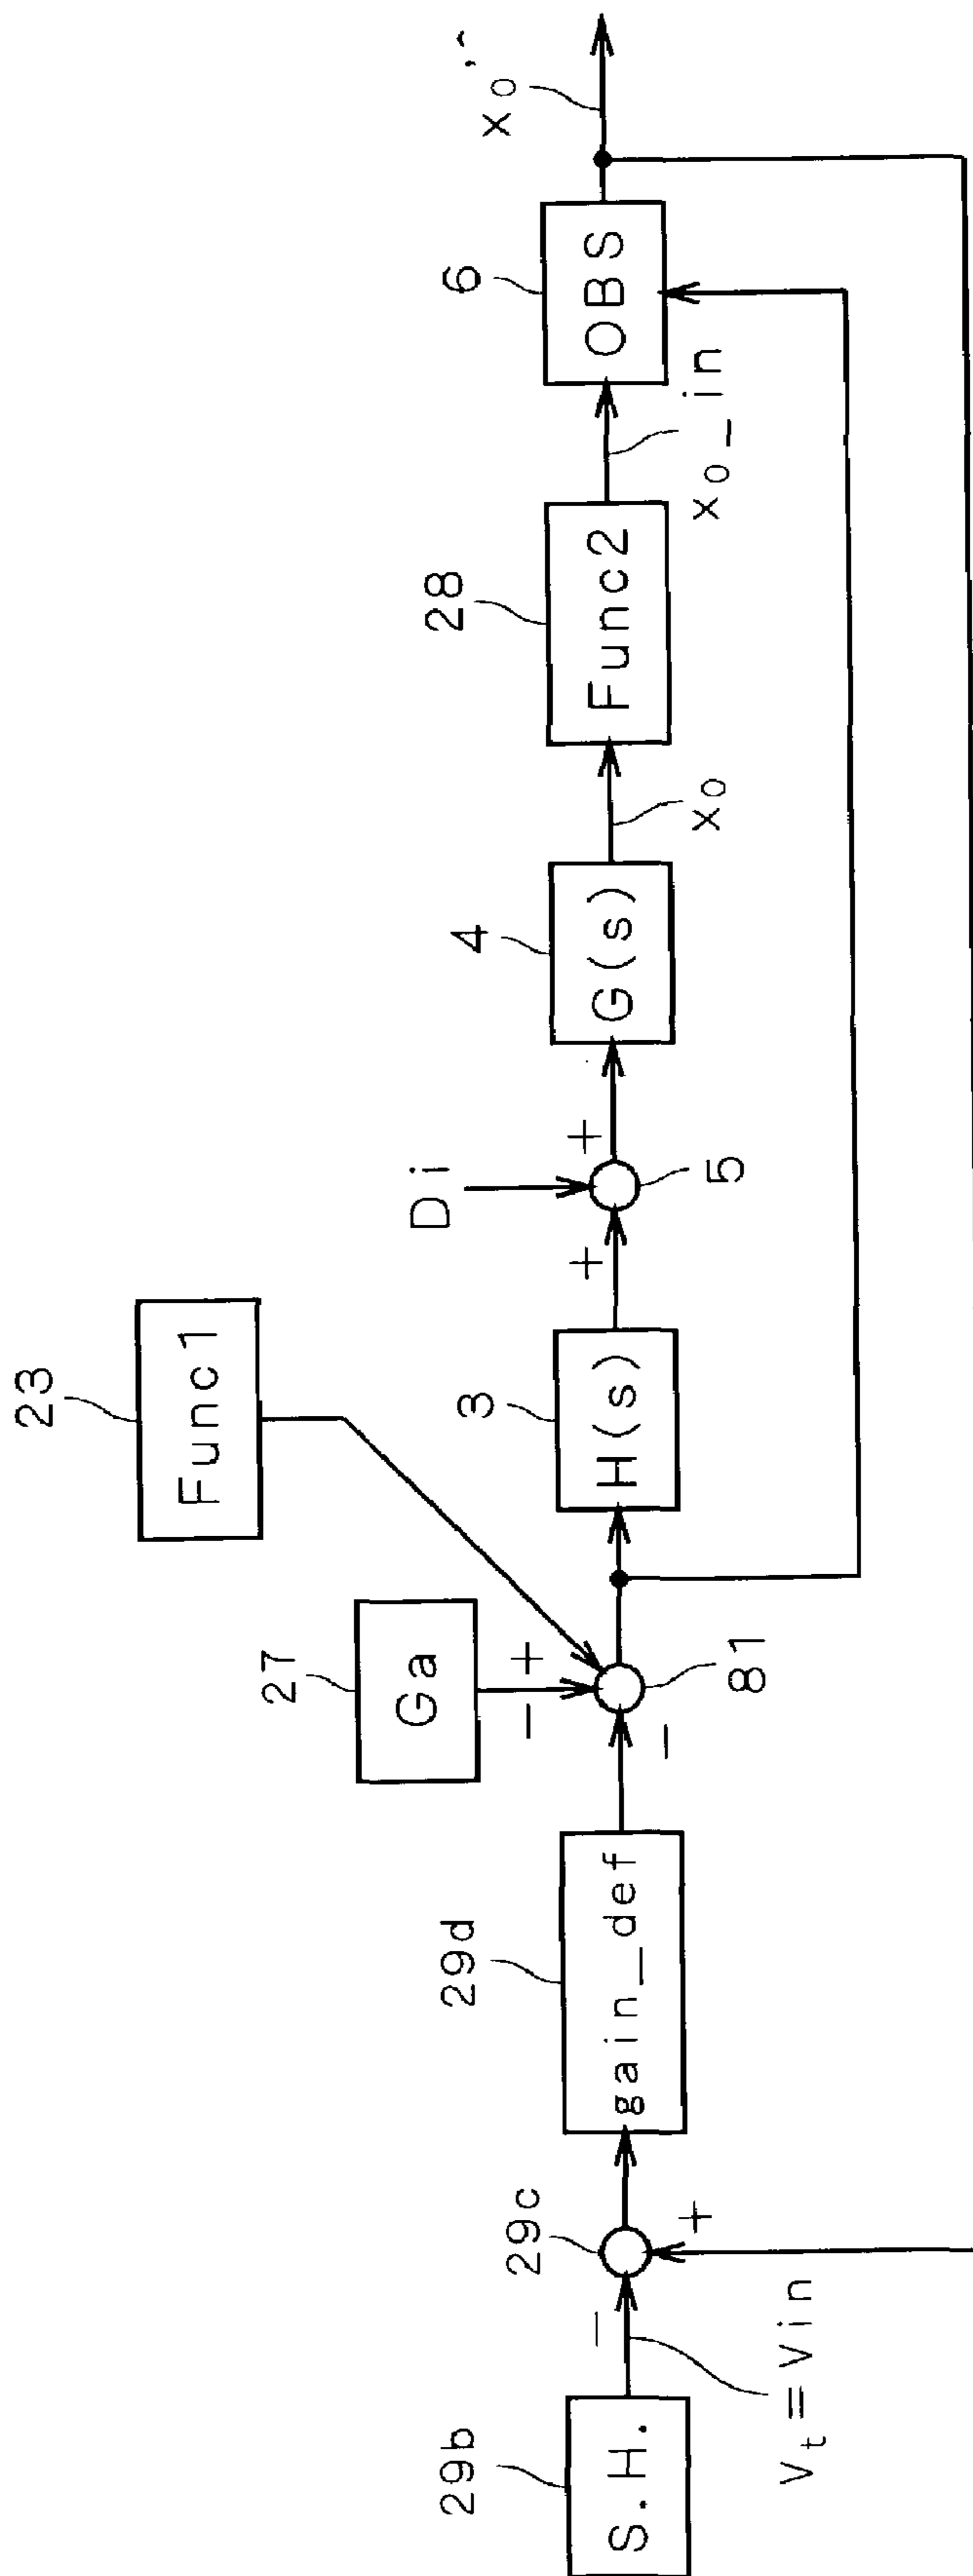 23
Func1
27
Ga
-
+
29b
S.H.
Vt=Vin
-
29c
+
29d
gain_def
-
81
3
H(s)
+
Di
+
5
4
G(s)
x0
28
Func2
x0_in
6
OBS
x0